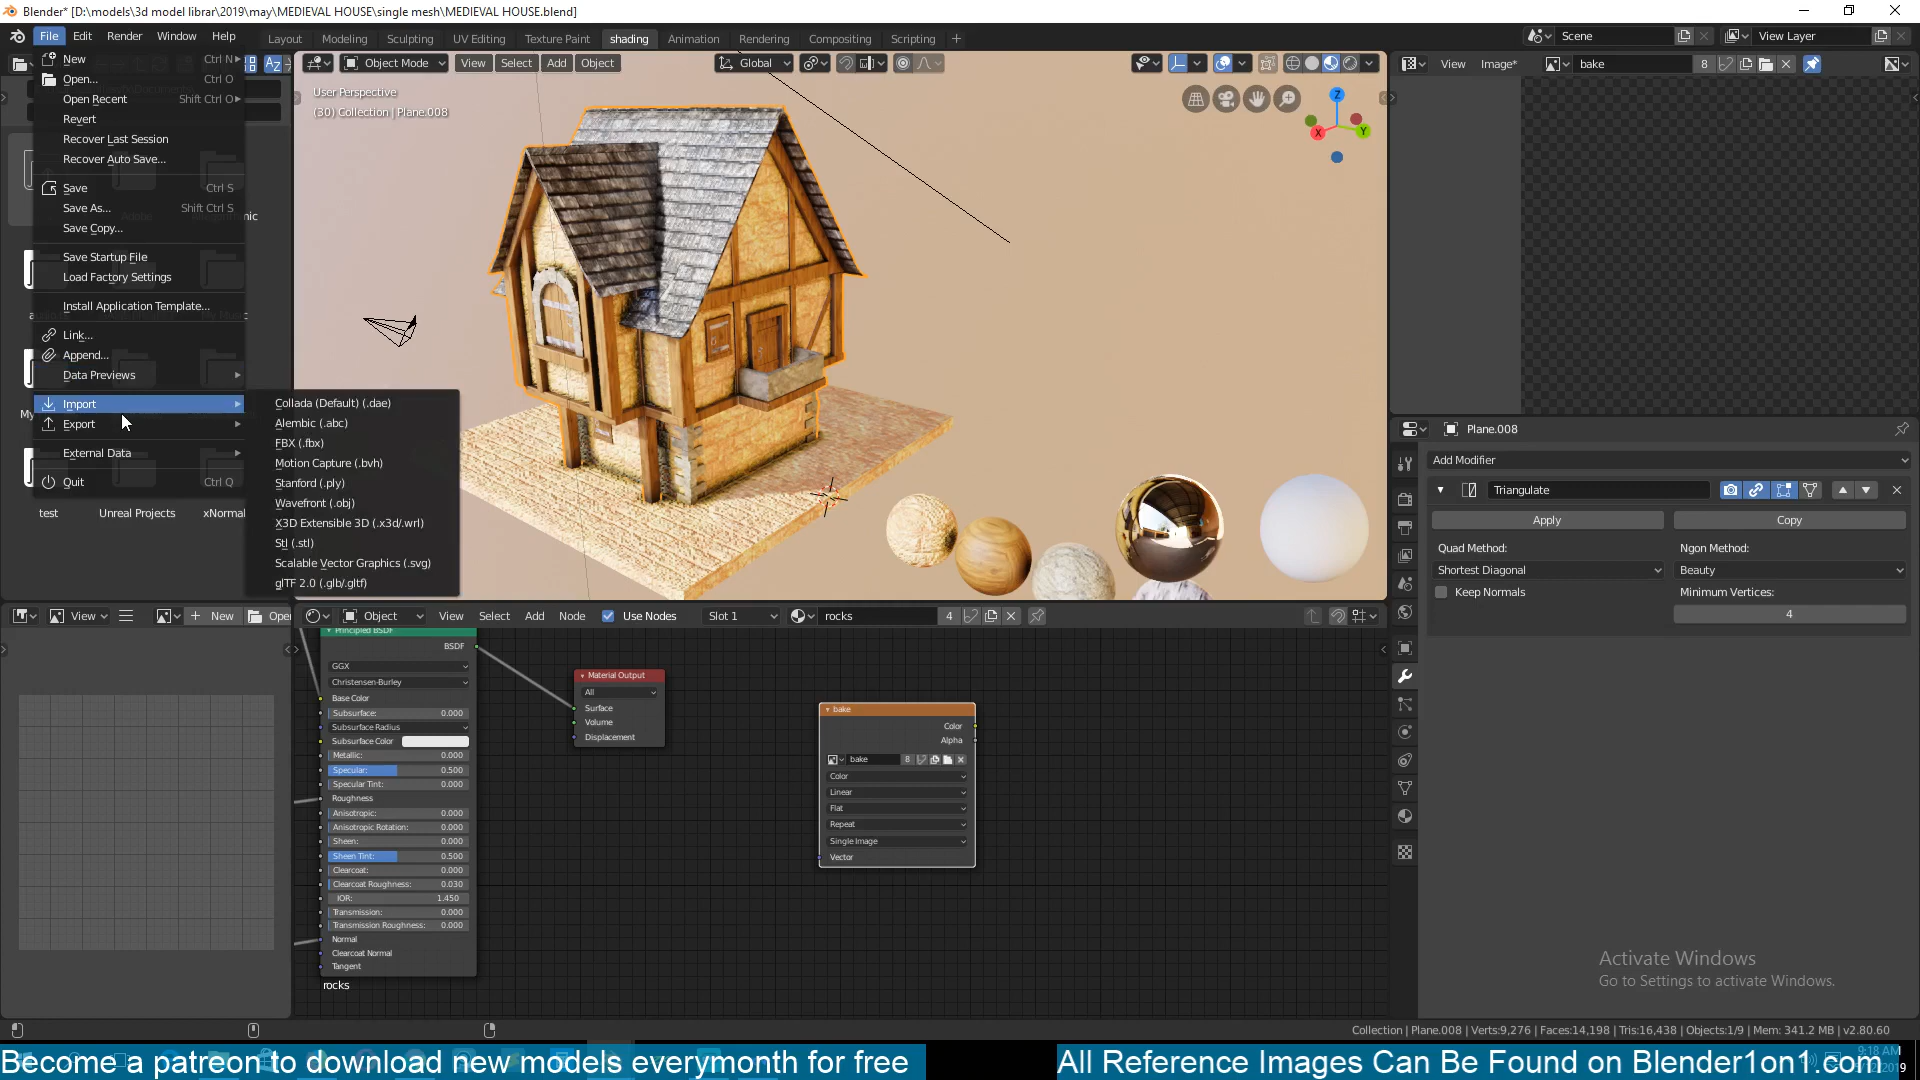 Blender* [D:\models\3d model librar\2019\may\MEDIEVAL HOUSE\single mesh\MEDIEVAL HOUSE.blend]
File Edit Render Window Help
Layout Modeling Sculpting UV Editing Texture Paint shading Animation Rendering Compositing Scripting +
Scene
View Layer
Object Mode View Select Add Object Global
View Image* bake 8
New Ctrl N
Open... Ctrl O
Open Recent Shift Ctrl O
Revert
Recover Last Session
Recover Auto Save...
Save Ctrl S
Save As... Shift Ctrl S
Save Copy...
Save Startup File
Load Factory Settings
Install Application Template...
Link...
Append...
Data Previews
Import
Export
External Data
Quit Ctrl Q
test Unreal Projects xNormal
Collada (Default) (.dae)
Alembic (.abc)
FBX (.fbx)
Motion Capture (.bvh)
Stanford (.ply)
Wavefront (.obj)
X3D Extensible 3D (.x3d/.wrl)
Stl (.stl)
Scalable Vector Graphics (.svg)
glTF 2.0 (.glb/.gltf)
User Perspective
(30) Collection | Plane.008
X
Y
Z
Plane.008
Add Modifier
Triangulate
Apply Copy
Quad Method: Ngon Method:
Shortest Diagonal Beauty
Keep Normals Minimum Vertices:
4
View + New Open
Object View Select Add Node Use Nodes Slot 1 rocks 4
Principled BSDF
BSDF
GGX
Christensen-Burley
Base Color
Subsurface: 0.000
Subsurface Radius
Subsurface Color
Metallic: 0.000
Specular: 0.500
Specular Tint: 0.000
Roughness
Anisotropic: 0.000
Anisotropic Rotation: 0.000
Sheen: 0.000
Sheen Tint: 0.500
Clearcoat: 0.000
Clearcoat Roughness: 0.030
IOR: 1.450
Transmission: 0.000
Transmission Roughness: 0.000
Normal
Clearcoat Normal
Tangent
rocks
Material Output
All
Surface
Volume
Displacement
bake
Color
Alpha
bake 8
Color
Linear
Flat
Repeat
Single Image
Vector
Activate Windows
Go to Settings to activate Windows.
Collection | Plane.008 | Verts:9,276 | Faces:14,198 | Tris:16,438 | Objects:1/9 | Mem: 341.2 MB | v2.80.60
Become a patreon to download new models everymonth for free
All Reference Images Can Be Found on Blender1on1.com
9:18 AM